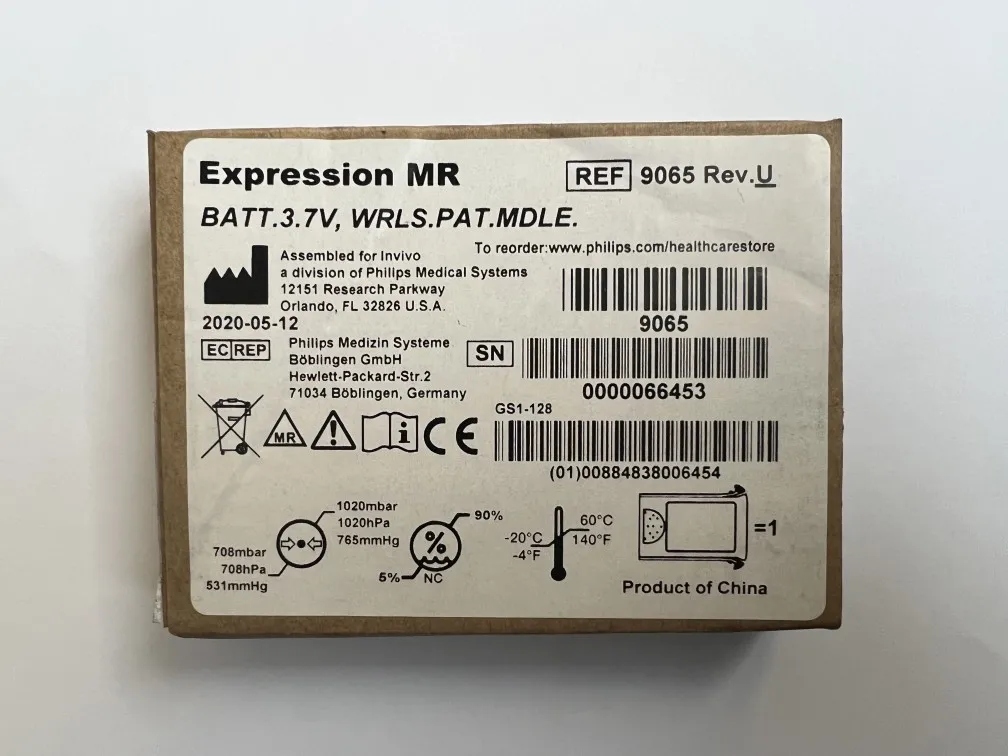 Expression MR
REF 9065 Rev.U
BATT.3.7V, WRLS.PAT.MDLE.
To reorder:www.philips.com/healthcarestore
Assembled for Invivo
a division of Philips Medical Systems
12151 Research Parkway
Orlando, FL 32826 U.S.A.
2020-05-12
9065
EC REP
Philips Medizin Systeme
Böblingen GmbH
Hewlett-Packard-Str.2
71034 Böblingen, Germany
SN
0000066453
GS1-128
(01)00884838006454
MR
i
CE
1020mbar
1020hPa
765mmHg
708mbar
708hPa
531mmHg
90%
%
5%
NC
60°C
140°F
-20°C
-4°F
=1
Product of China